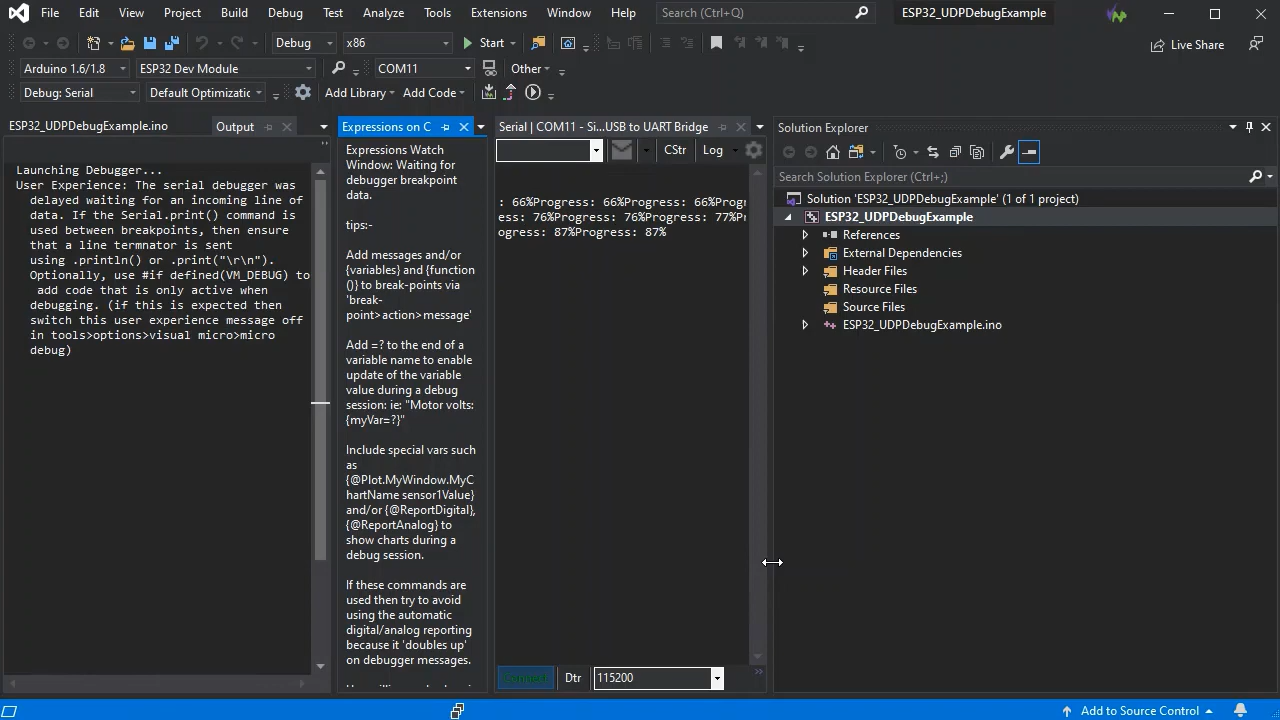 File Edit View Project Build Debug Test Analyze Tools Extensions Window Help Search (Ctrl+Q) ESP32_UDPDebugExample
Debug x86 Start Live Share
Arduino 1.6/1.8 ESP32 Dev Module COM11 Other
Debug: Serial Default Optimizatic Add Library Add Code
ESP32_UDPDebugExample.ino Output
Launching Debugger...
User Experience: The serial debugger was
delayed waiting for an incoming line of
data. If the Serial.print() command is
used between breakpoints, then ensure
that a line termnator is sent
using .println() or .print("\r\n").
Optionally, use #if defined(VM_DEBUG) to
add code that is only active when
debugging. (if this is expected then
switch this user experience message off
in tools>options>visual micro>micro
debug)
Expressions on C
Expressions Watch
Window: Waiting for
debugger breakpoint
data.
tips:-
Add messages and/or
{variables} and {function
()} to break-points via
'break-
point>action>message'
Add =? to the end of a
variable name to enable
update of the variable
value during a debug
session: ie: "Motor volts:
{myVar=?}"
Include special vars such
as
{@Plot.MyWindow.MyC
hartName sensor1Value}
and/or {@ReportDigital},
{@ReportAnalog} to
show charts during a
debug session.
If these commands are
used then try to avoid
using the automatic
digital/analog reporting
because it 'doubles up'
on debugger messages.
Serial | COM11 - Si...USB to UART Bridge
CStr Log
: 66%Progress: 66%Progress: 66%Progr
ess: 76%Progress: 76%Progress: 77%Pr
ogress: 87%Progress: 87%
Dtr 115200
Solution Explorer
Search Solution Explorer (Ctrl+;)
Solution 'ESP32_UDPDebugExample' (1 of 1 project)
ESP32_UDPDebugExample
References
External Dependencies
Header Files
Resource Files
Source Files
ESP32_UDPDebugExample.ino
Add to Source Control